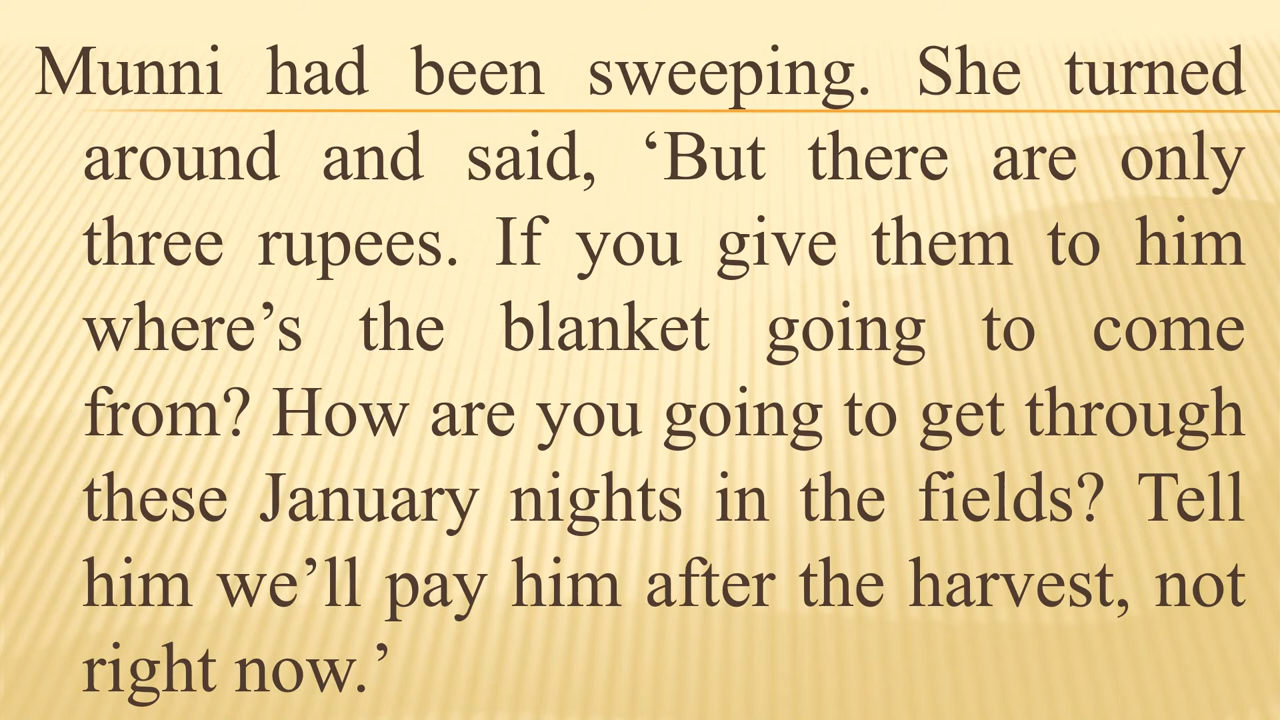 Munni had been sweeping. She turned
around and said, ‘But there are only
three rupees. If you give them to him
where’s the blanket going to come
from? How are you going to get through
these January nights in the fields? Tell
him we’ll pay him after the harvest, not
right now.’